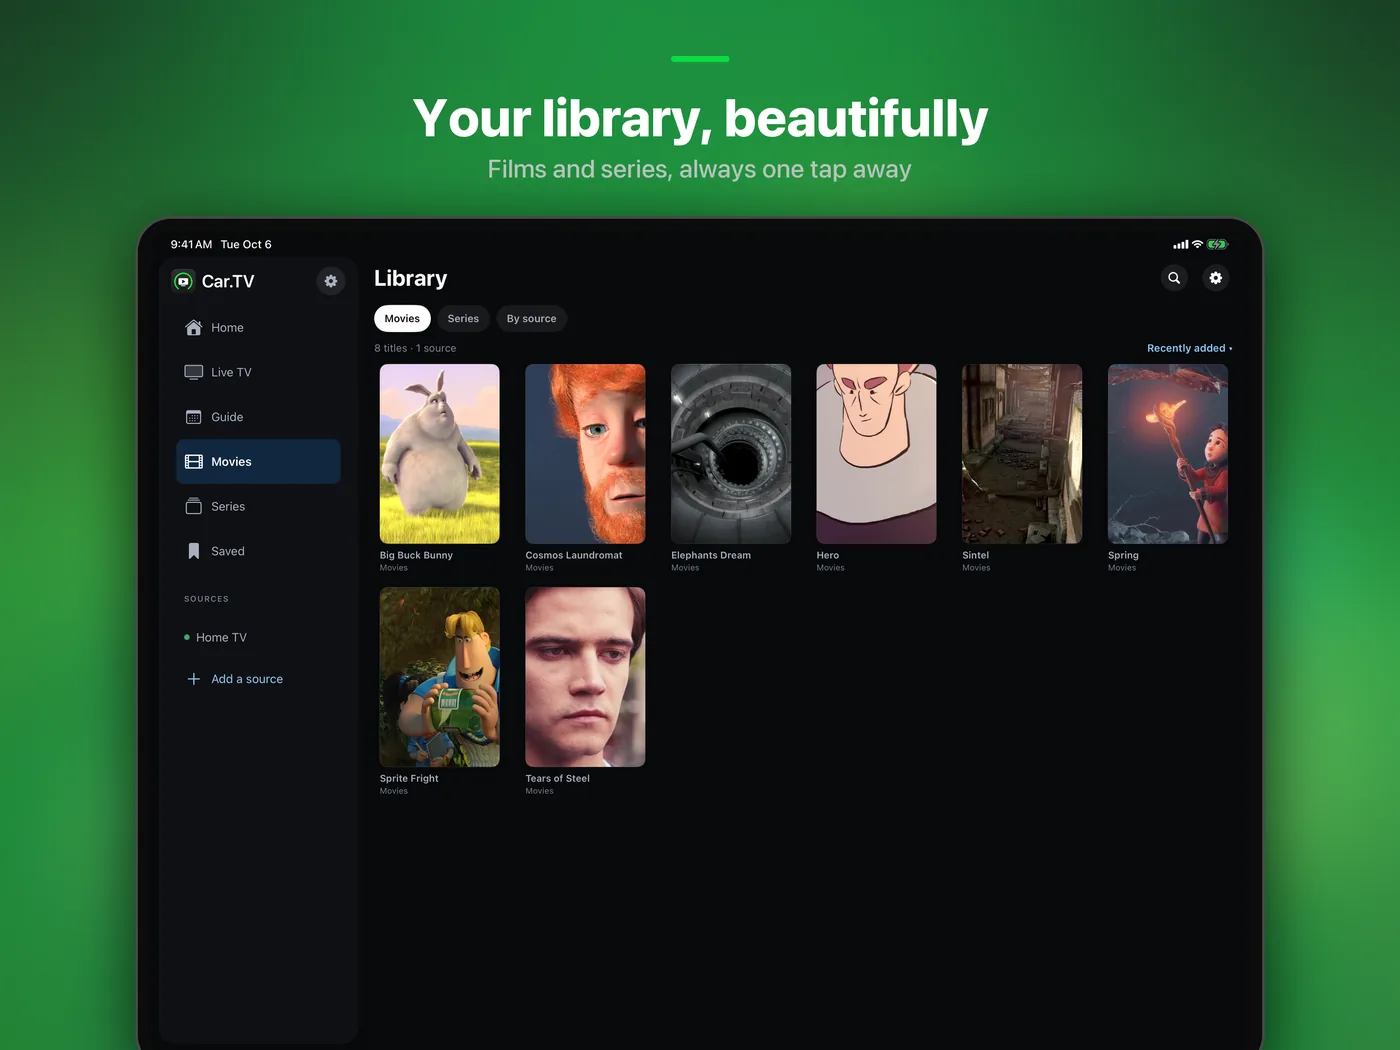 Your library, beautifully
Films and series, always one tap away
9:41 AM Tue Oct 6
Car.TV
Home
Live TV
Guide
Movies
Series
Saved
SOURCES
Home TV
Add a source
Library
Movies Series By source
8 titles · 1 source
Recently added
Big Buck Bunny
Movies
Cosmos Laundromat
Movies
Elephants Dream
Movies
Hero
Movies
Sintel
Movies
Spring
Movies
Sprite Fright
Movies
Tears of Steel
Movies